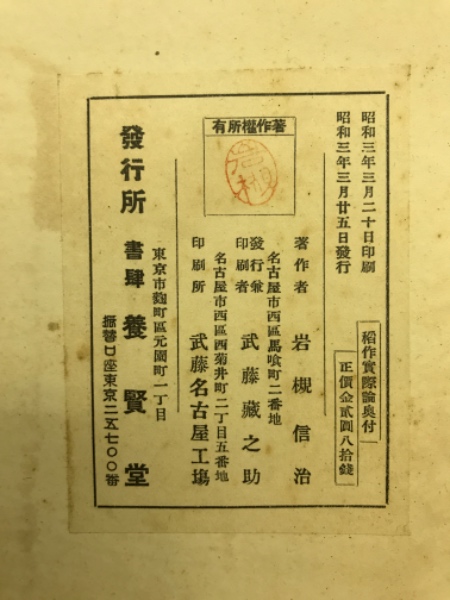 昭和三年三月二十日印刷
昭和三年三月廿五日發行
稻作實際論奥付
正價金貳圓八拾錢
著作權所有
岩槻
著作者 岩槻信治
名古屋市西區馬喰町二番地
發行兼印刷者 武藤藏之助
名古屋市西區西菊井町二丁目五番地
印刷所 武藤名古屋工場
東京市麴町區元園町一丁目
發行所 書肆 養賢堂
振替口座東京二五七〇〇番